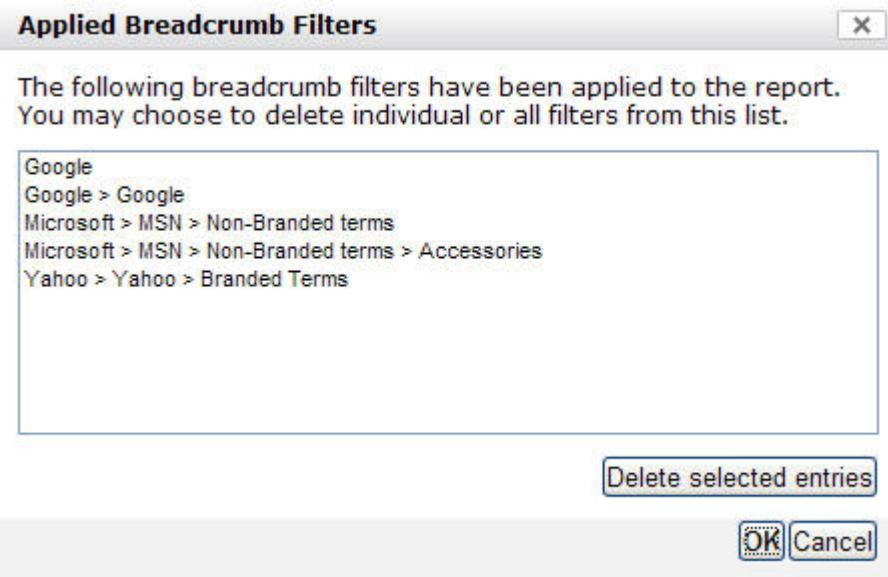 Applied Breadcrumb Filters
The following breadcrumb filters have been applied to the report.
You may choose to delete individual or all filters from this list.
Google
Google > Google
Microsoft > MSN > Non-Branded terms
Microsoft > MSN > Non-Branded terms > Accessories
Yahoo > Yahoo > Branded Terms
Delete selected entries
OK Cancel